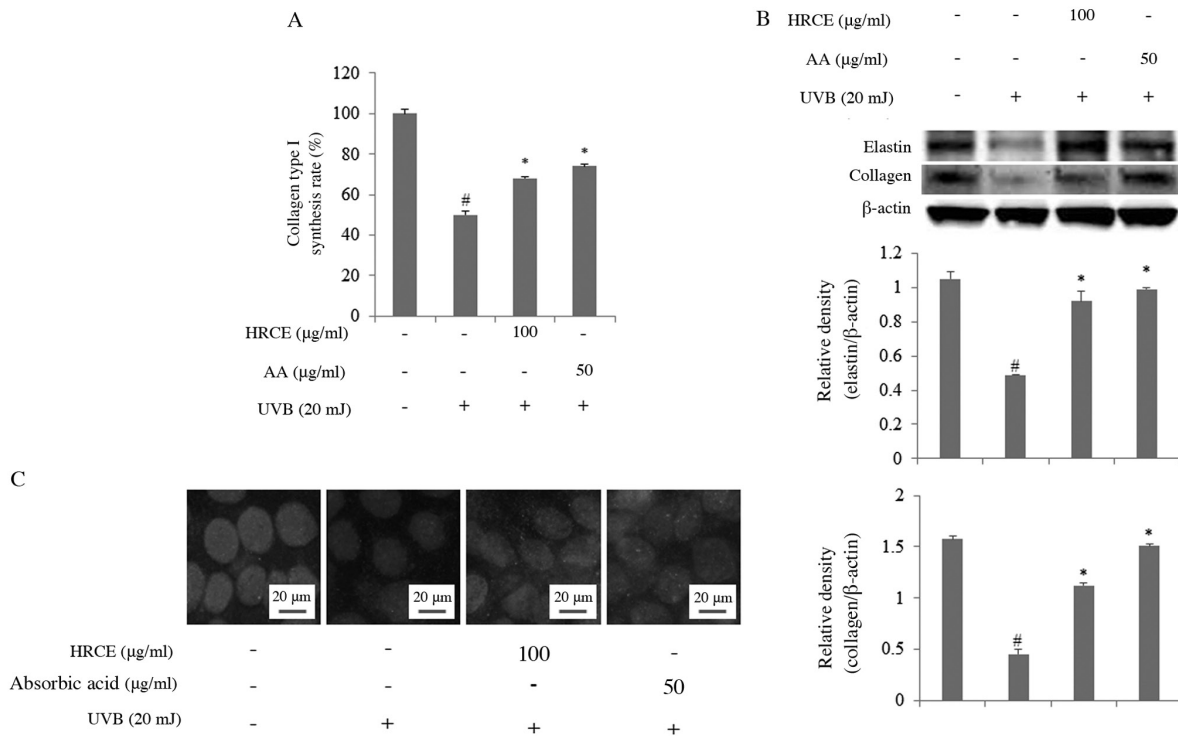 A
Collagen type I
synthesis rate (%)
120
100
80
60
40
20
0
#
*
*
HRCE (µg/ml) - - 100 -
AA (µg/ml) - - - 50
UVB (20 mJ) - + + +
B
HRCE (µg/ml) - - 100 -
AA (µg/ml) - - - 50
UVB (20 mJ) - + + +
Elastin
Collagen
β-actin
Relative density
(elastin/β-actin)
1.2
1
0.8
0.6
0.4
0.2
0
#
*
*
Relative density
(collagen/β-actin)
2
1.5
1
0.5
0
#
*
*
C
20 µm 20 µm 20 µm 20 µm
HRCE (µg/ml) - - 100 -
Absorbic acid (µg/ml) - - - 50
UVB (20 mJ) - + + +